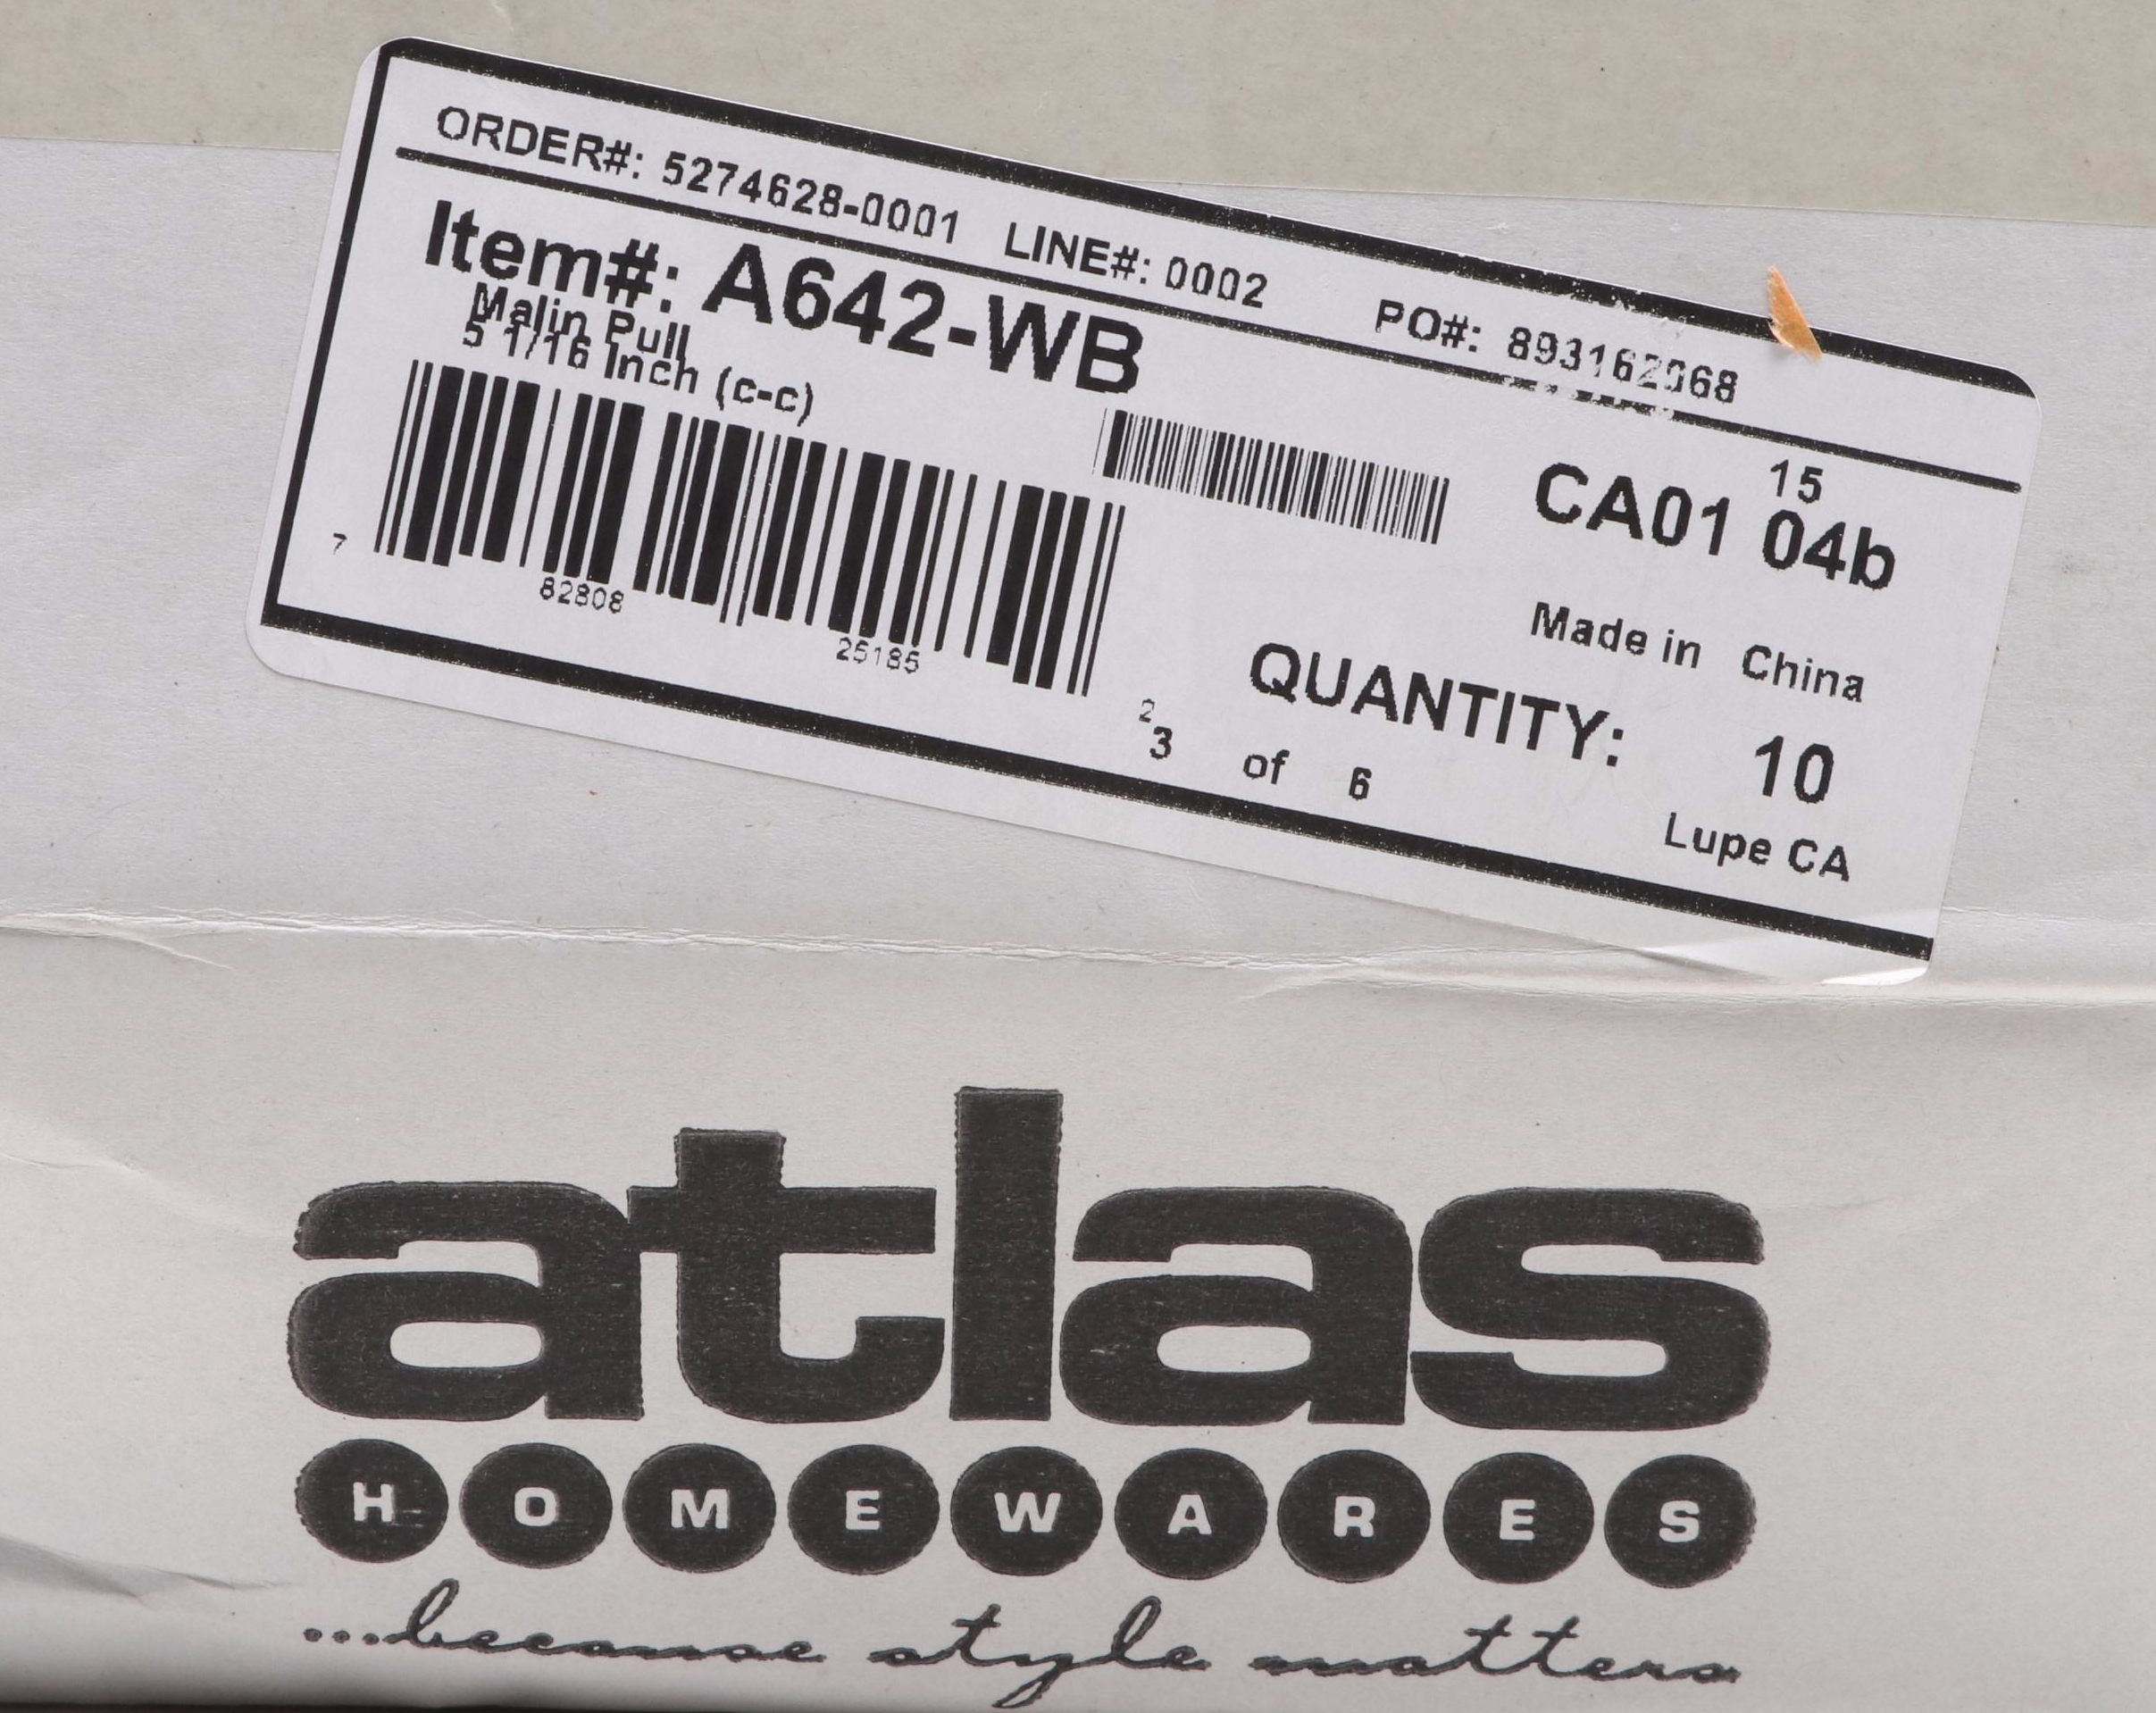 ORDER#: 5274628-0001 LINE#: 0002 PO#: 893162068
Item#: A642-WB
Malin Pull
5 1/16 Inch (c-c)
15
CA01 04b
Made in China
7 82808 25185 2
QUANTITY: 10
3 of 6
Lupe CA
atlas
HOMEWARES
...because style matters